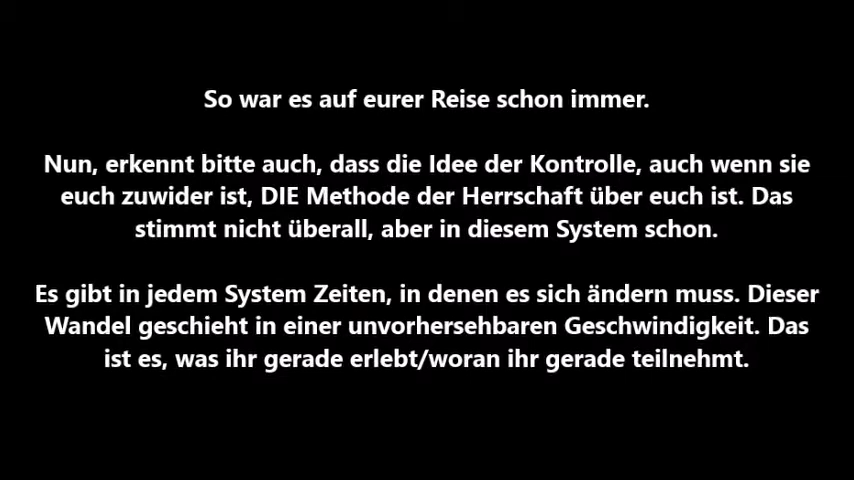 So war es auf eurer Reise schon immer.
Nun, erkennt bitte auch, dass die Idee der Kontrolle, auch wenn sie
euch zuwider ist, DIE Methode der Herrschaft über euch ist. Das
stimmt nicht überall, aber in diesem System schon.
Es gibt in jedem System Zeiten, in denen es sich ändern muss. Dieser
Wandel geschieht in einer unvorhersehbaren Geschwindigkeit. Das
ist es, was ihr gerade erlebt/woran ihr gerade teilnehmt.